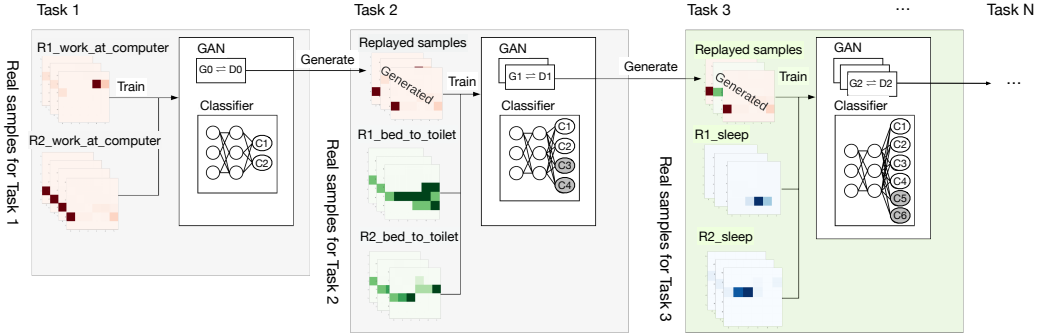 Task 1
Task 2
Task 3
...
Task N
Real samples for Task 1
R1_work_at_computer
Train
R2_work_at_computer
GAN
G0 ⇌ D0
Classifier
C1
C2
Generate
Real samples for Task 2
Replayed samples
Generated
Train
R1_bed_to_toilet
R2_bed_to_toilet
GAN
G1 ⇌ D1
Classifier
C1
C2
C3
C4
Generate
Real samples for Task 3
Replayed samples
Generated
Train
R1_sleep
R2_sleep
GAN
G2 ⇌ D2
Classifier
C1
C2
C3
C4
C5
C6
...